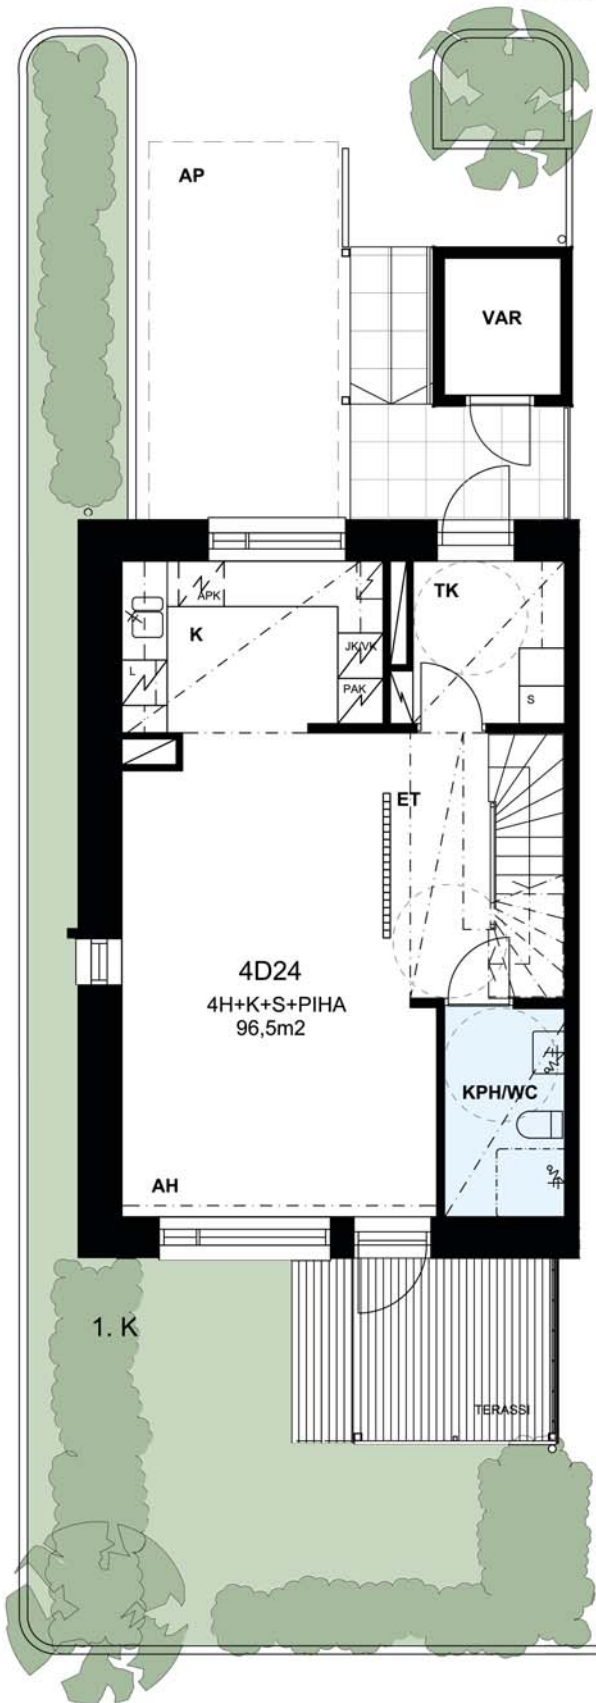 AP
VAR
TK
APK
K
JK/VK
L
PAK
S
ET
4D24
4H+K+S+PIHA
96,5m2
KPH/WC
AH
1. K
TERASSI